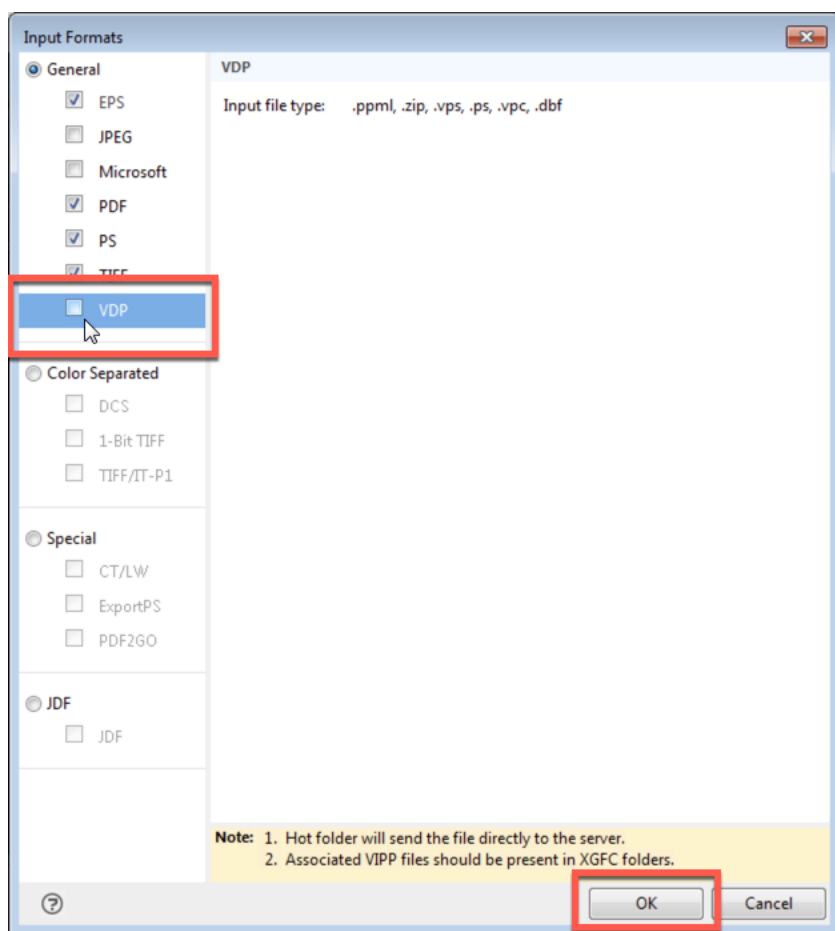 Input Formats
General
EPS
JPEG
Microsoft
PDF
PS
TIFF
VDP
Color Separated
DCS
1-Bit TIFF
TIFF/IT-P1
Special
CT/LW
ExportPS
PDF2GO
JDF
JDF
VDP
Input file type: .ppml, .zip, .vps, .ps, .vpc, .dbf
Note: 1. Hot folder will send the file directly to the server.
2. Associated VIPP files should be present in XGFC folders.
?
OK
Cancel